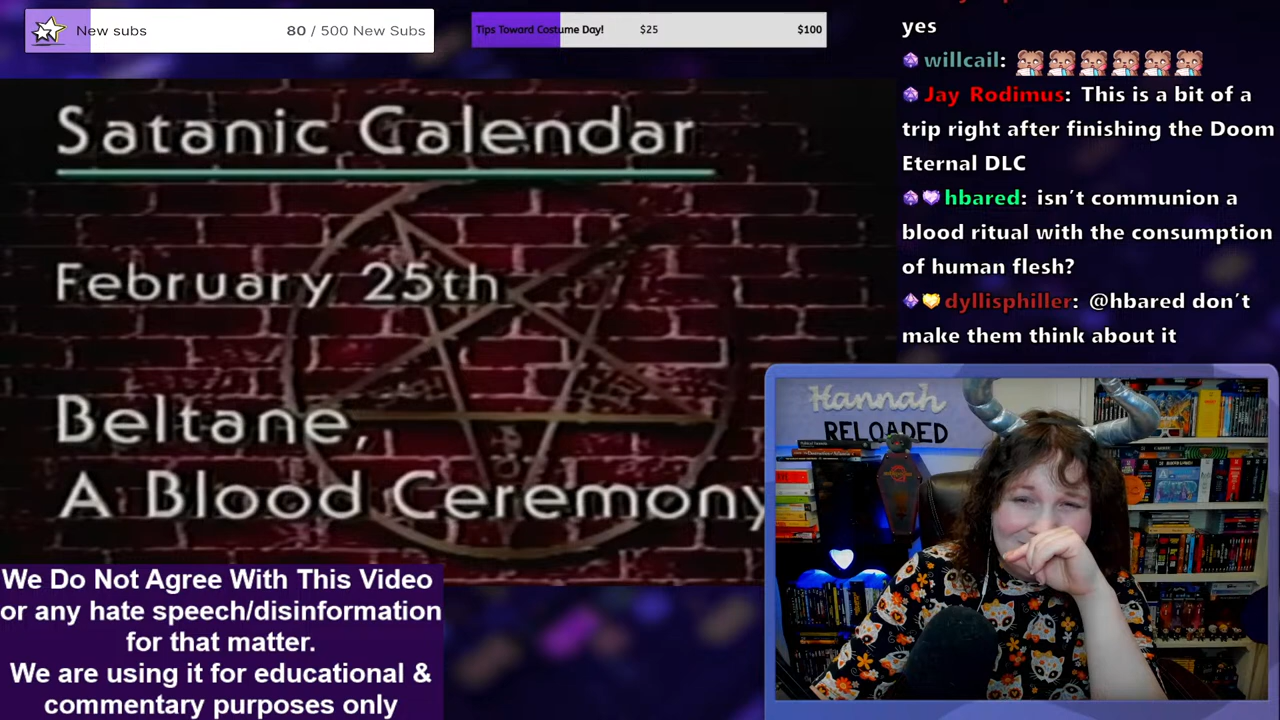 New subs
80 / 500 New Subs
Tips Toward Costume Day!
$25
$100
Satanic Calendar
February 25th
Beltane,
A Blood Ceremony
We Do Not Agree With This Video
or any hate speech/disinformation
for that matter.
We are using it for educational &
commentary purposes only
yes
willcail:
Jay Rodimus: This is a bit of a
trip right after finishing the Doom
Eternal DLC
hbared: isn't communion a
blood ritual with the consumption
of human flesh?
dyllisphiller: @hbared don't
make them think about it
Hannah
RELOADED